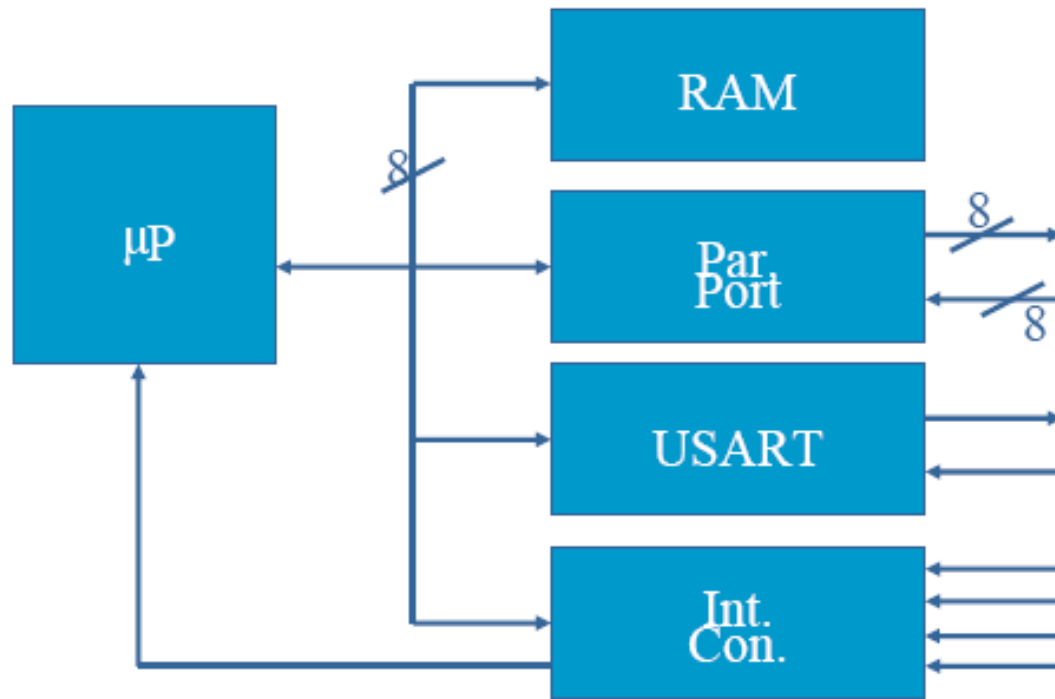 RAM
8
μP
8
Par.
Port
8
USART
Int.
Con.